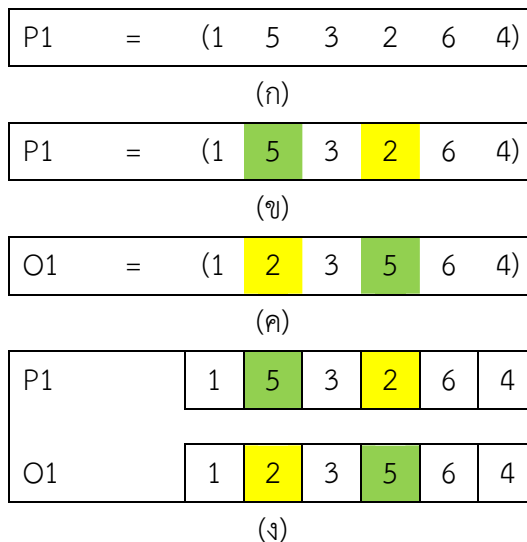 P1 = (1 5 3 2 6 4)
(ก)
P1 = (1 5 3 2 6 4)
(ข)
O1 = (1 2 3 5 6 4)
(ค)
P1 1 5 3 2 6 4
O1 1 2 3 5 6 4
(ง)